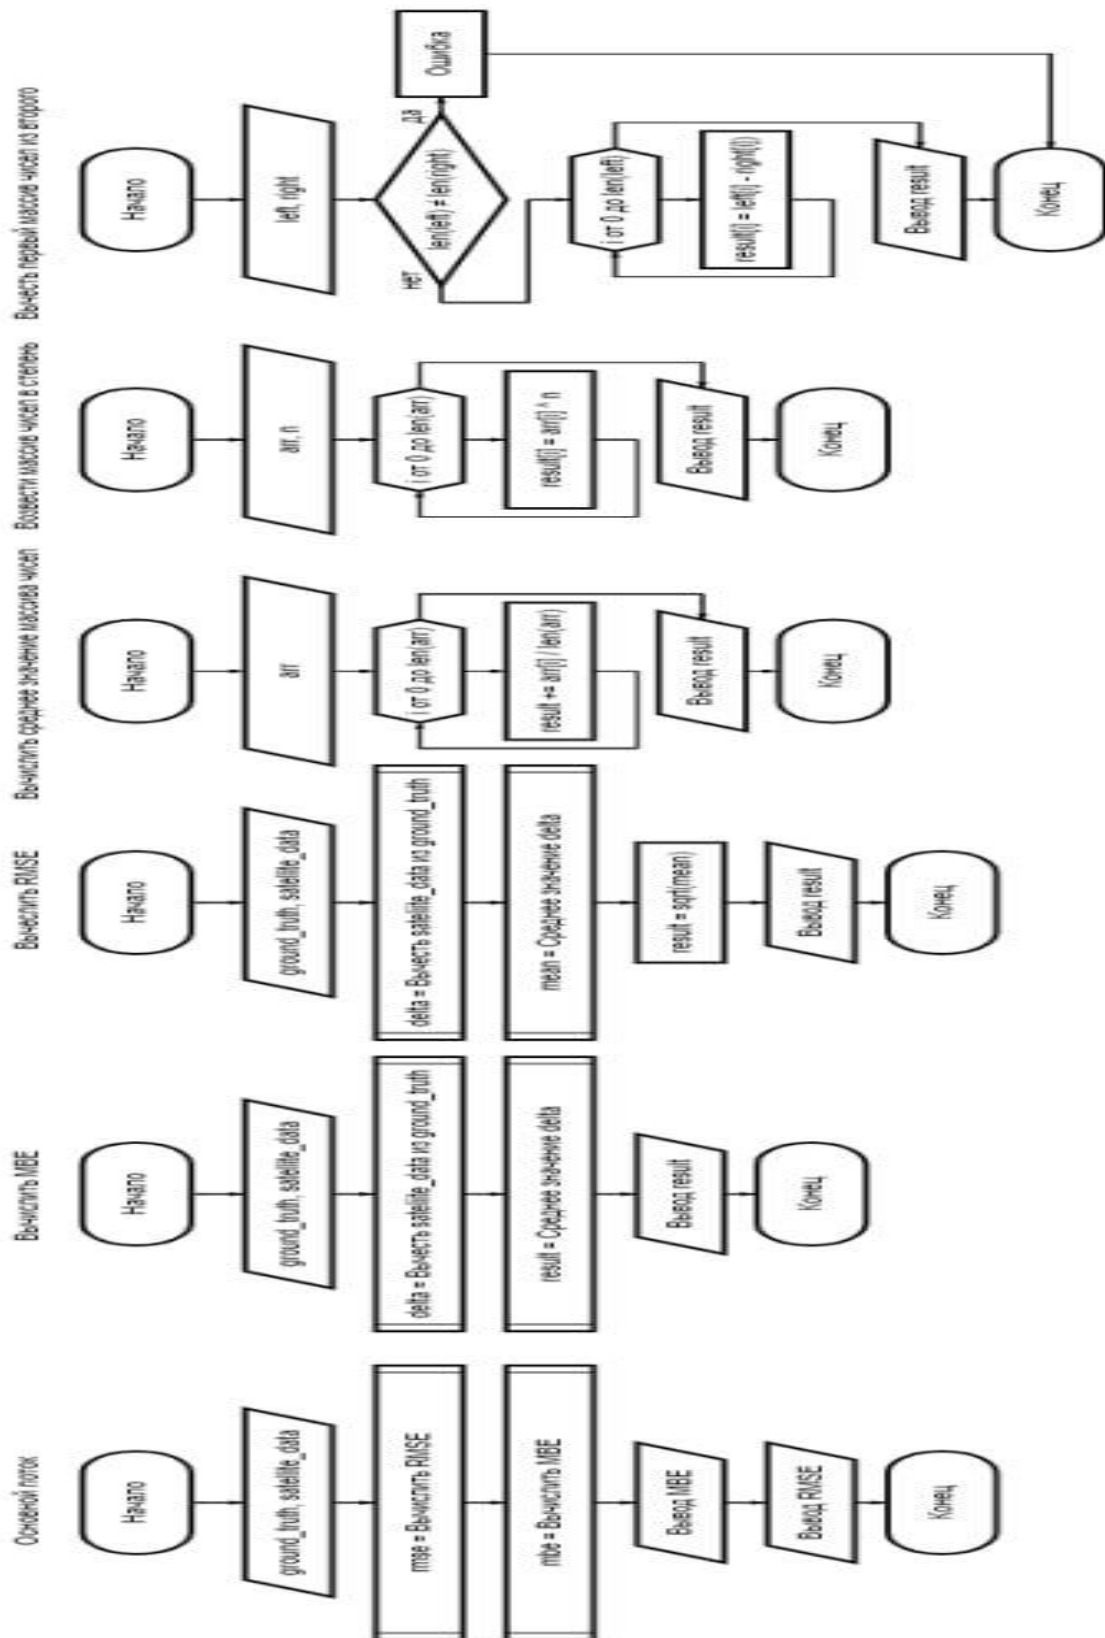 Основной поток
Начало
ground_truth, satellite_data
rmse = Вычислить RMSE
mbe = Вычислить MBE
Вывод MBE
Вывод RMSE
Конец
Вычислить MBE
Начало
ground_truth, satellite_data
delta = Вычесть satellite_data из ground_truth
result = Среднее значение delta
Вывод result
Конец
Вычеслить RMSE
Начало
ground_truth, satellite_data
delta = Вычесть satellite_data из ground_truth
mean = Среднее значение delta
result = sqrt(mean)
Вывод result
Конец
Вычислить среднее значение массива чисел
Начало
arr
i от 0 до len(arr)
result += arr[i] / len(arr)
Вывод result
Конец
Возвести массив чисел в степень
Начало
arr, n
i от 0 до len(arr)
result[i] = arr[i] ^ n
Вывод result
Конец
Вычесть первый массив чисел из второго
Начало
left, right
len(left) ≠ len(right)
да
нет
Ошибка
i от 0 до len(left)
result(i) = left(i) - right(i)
Вывод result
Конец